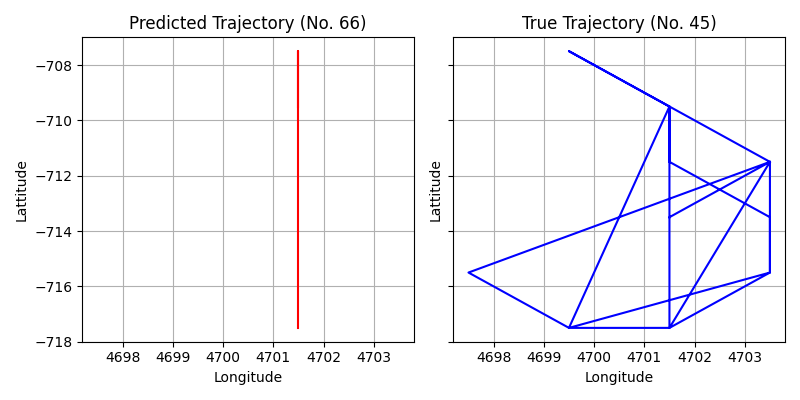 Predicted Trajectory (No. 66)
True Trajectory (No. 45)
−708
−710
−712
−714
−716
−718
Lattitude
Lattitude
4698 4699 4700 4701 4702 4703
4698 4699 4700 4701 4702 4703
Longitude
Longitude